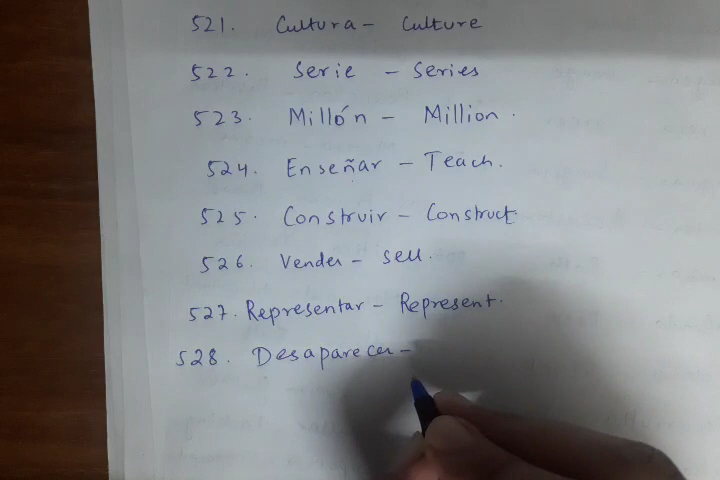 521. Cultura - Culture
522. Serie - Series
523. Millón - Million.
524. Enseñar - Teach.
525. Construir - Construct.
526. Vender - Sell.
527. Representar - Represent.
528. Desaparecer -